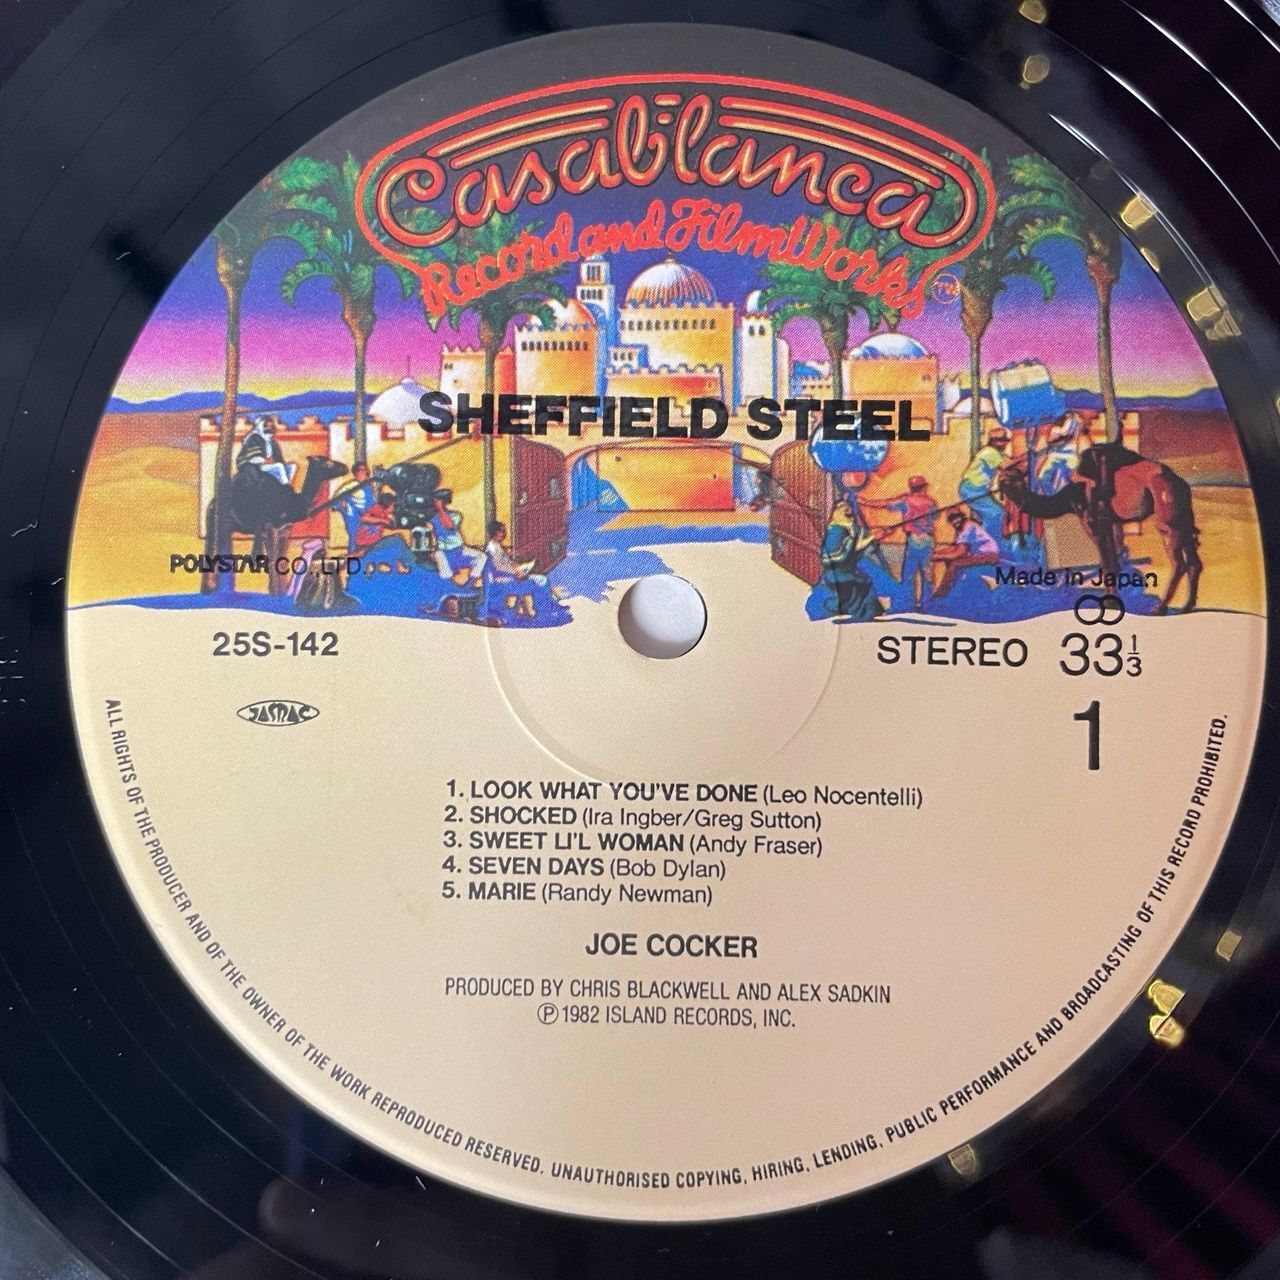 Casablanca
Record and FilmWorks
TM
SHEFFIELD STEEL
POLYSTAR CO., LTD.
Made in Japan
25S-142
STEREO 33 1/3
JASRAC
1
1. LOOK WHAT YOU'VE DONE (Leo Nocentelli)
2. SHOCKED (Ira Ingber/Greg Sutton)
3. SWEET LI'L WOMAN (Andy Fraser)
4. SEVEN DAYS (Bob Dylan)
5. MARIE (Randy Newman)
JOE COCKER
PRODUCED BY CHRIS BLACKWELL AND ALEX SADKIN
Ⓟ1982 ISLAND RECORDS, INC.
ALL RIGHTS OF THE PRODUCER AND OF THE OWNER OF THE WORK REPRODUCED RESERVED. UNAUTHORISED COPYING, HIRING, LENDING, PUBLIC PERFORMANCE AND BROADCASTING OF THIS RECORD PROHIBITED.